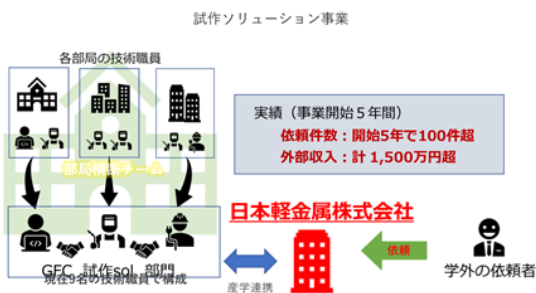 試作ソリューション事業
各部局の技術職員
部局横断チーム
実績（事業開始５年間）
依頼件数：開始5年で100件超
外部収入：計 1,500万円超
日本軽金属株式会社
依頼
GFC 試作sol 部門
現在9名の技術職員で構成
産学連携
学外の依頼者